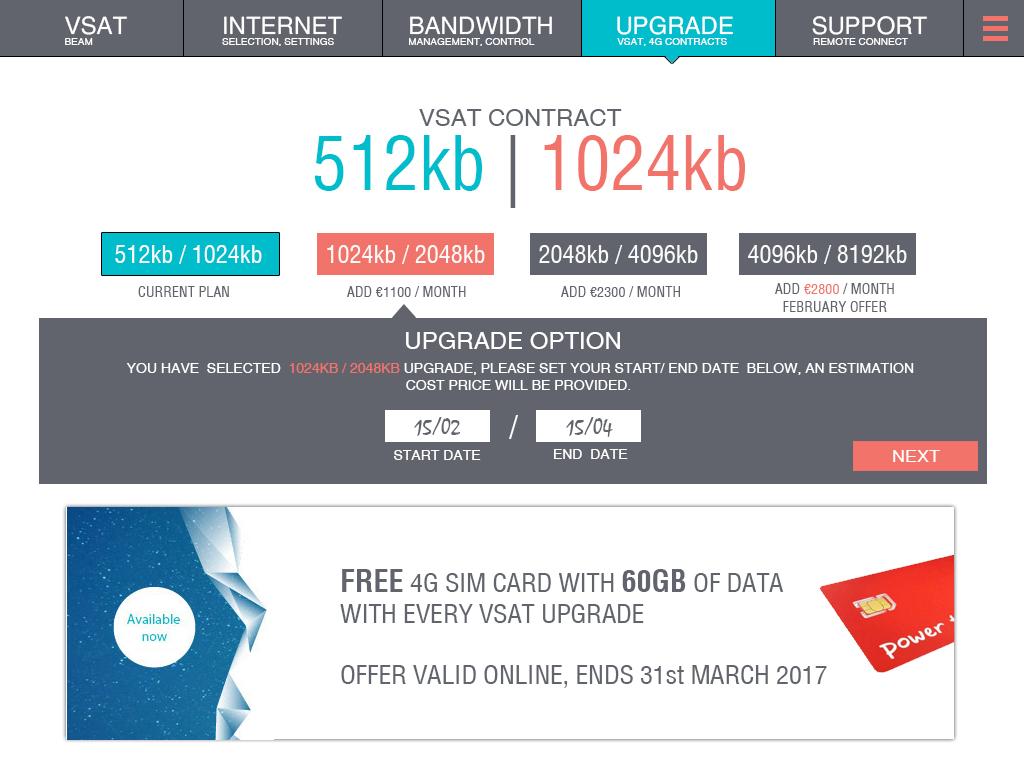 VSAT
BEAM
INTERNET
SELECTION, SETTINGS
BANDWIDTH
MANAGEMENT, CONTROL
UPGRADE
VSAT, 4G CONTRACTS
SUPPORT
REMOTE CONNECT
VSAT CONTRACT
512kb | 1024kb
512kb / 1024kb
CURRENT PLAN
1024kb / 2048kb
ADD €1100 / MONTH
2048kb / 4096kb
ADD €2300 / MONTH
4096kb / 8192kb
ADD €2800 / MONTH
FEBRUARY OFFER
UPGRADE OPTION
YOU HAVE SELECTED 1024KB / 2048KB UPGRADE, PLEASE SET YOUR START/ END DATE BELOW, AN ESTIMATION
COST PRICE WILL BE PROVIDED.
15/02 / 15/04
START DATE
END DATE
NEXT
Available
now
FREE 4G SIM CARD WITH 60GB OF DATA
WITH EVERY VSAT UPGRADE
OFFER VALID ONLINE, ENDS 31st MARCH 2017
Power